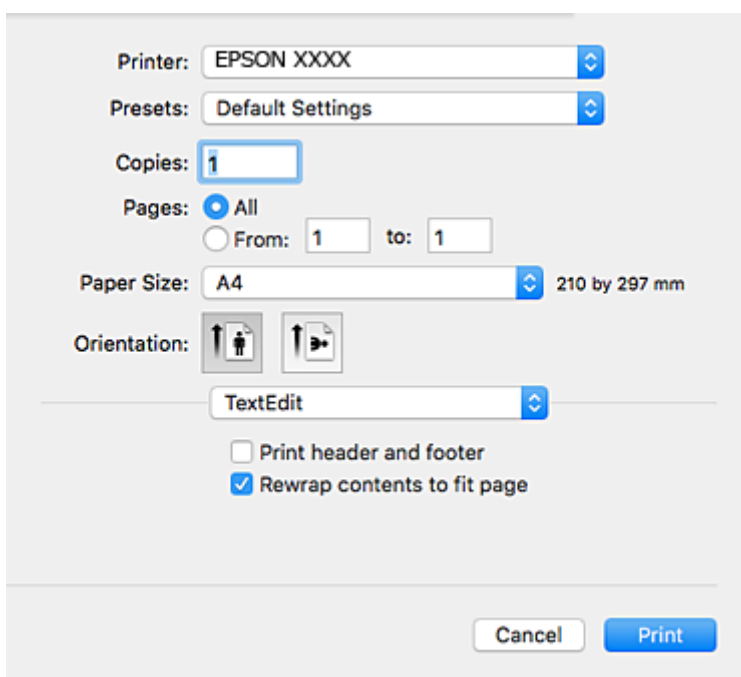 Printer: EPSON XXXX
Presets: Default Settings
Copies: 1
Pages: All
From: 1 to: 1
Paper Size: A4 210 by 297 mm
Orientation:
TextEdit
Print header and footer
Rewrap contents to fit page
Cancel Print